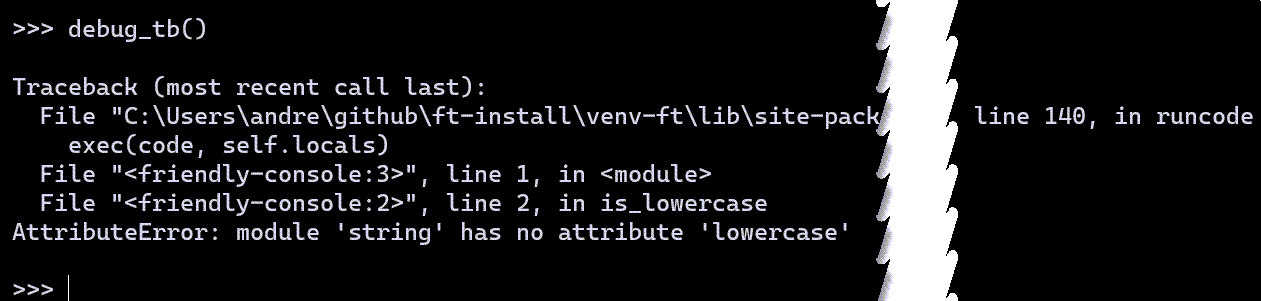 >>> debug_tb()
Traceback (most recent call last):
  File "C:\Users\andre\github\ft-install\venv-ft\lib\site-pack line 140, in runcode
    exec(code, self.locals)
  File "<friendly-console:3>", line 1, in <module>
  File "<friendly-console:2>", line 2, in is_lowercase
AttributeError: module 'string' has no attribute 'lowercase'
>>>